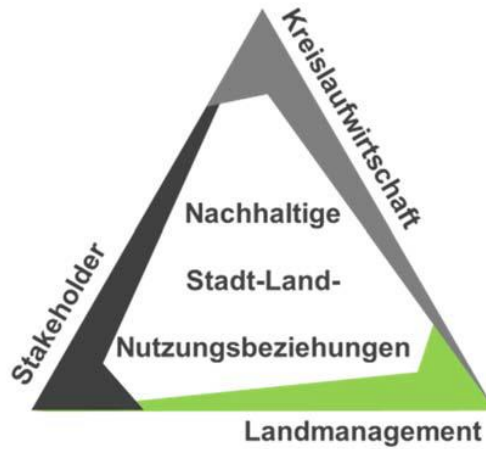 Kreislaufwirtschaft
Stakeholder
Nachhaltige
Stadt-Land-
Nutzungsbeziehungen
Landmanagement